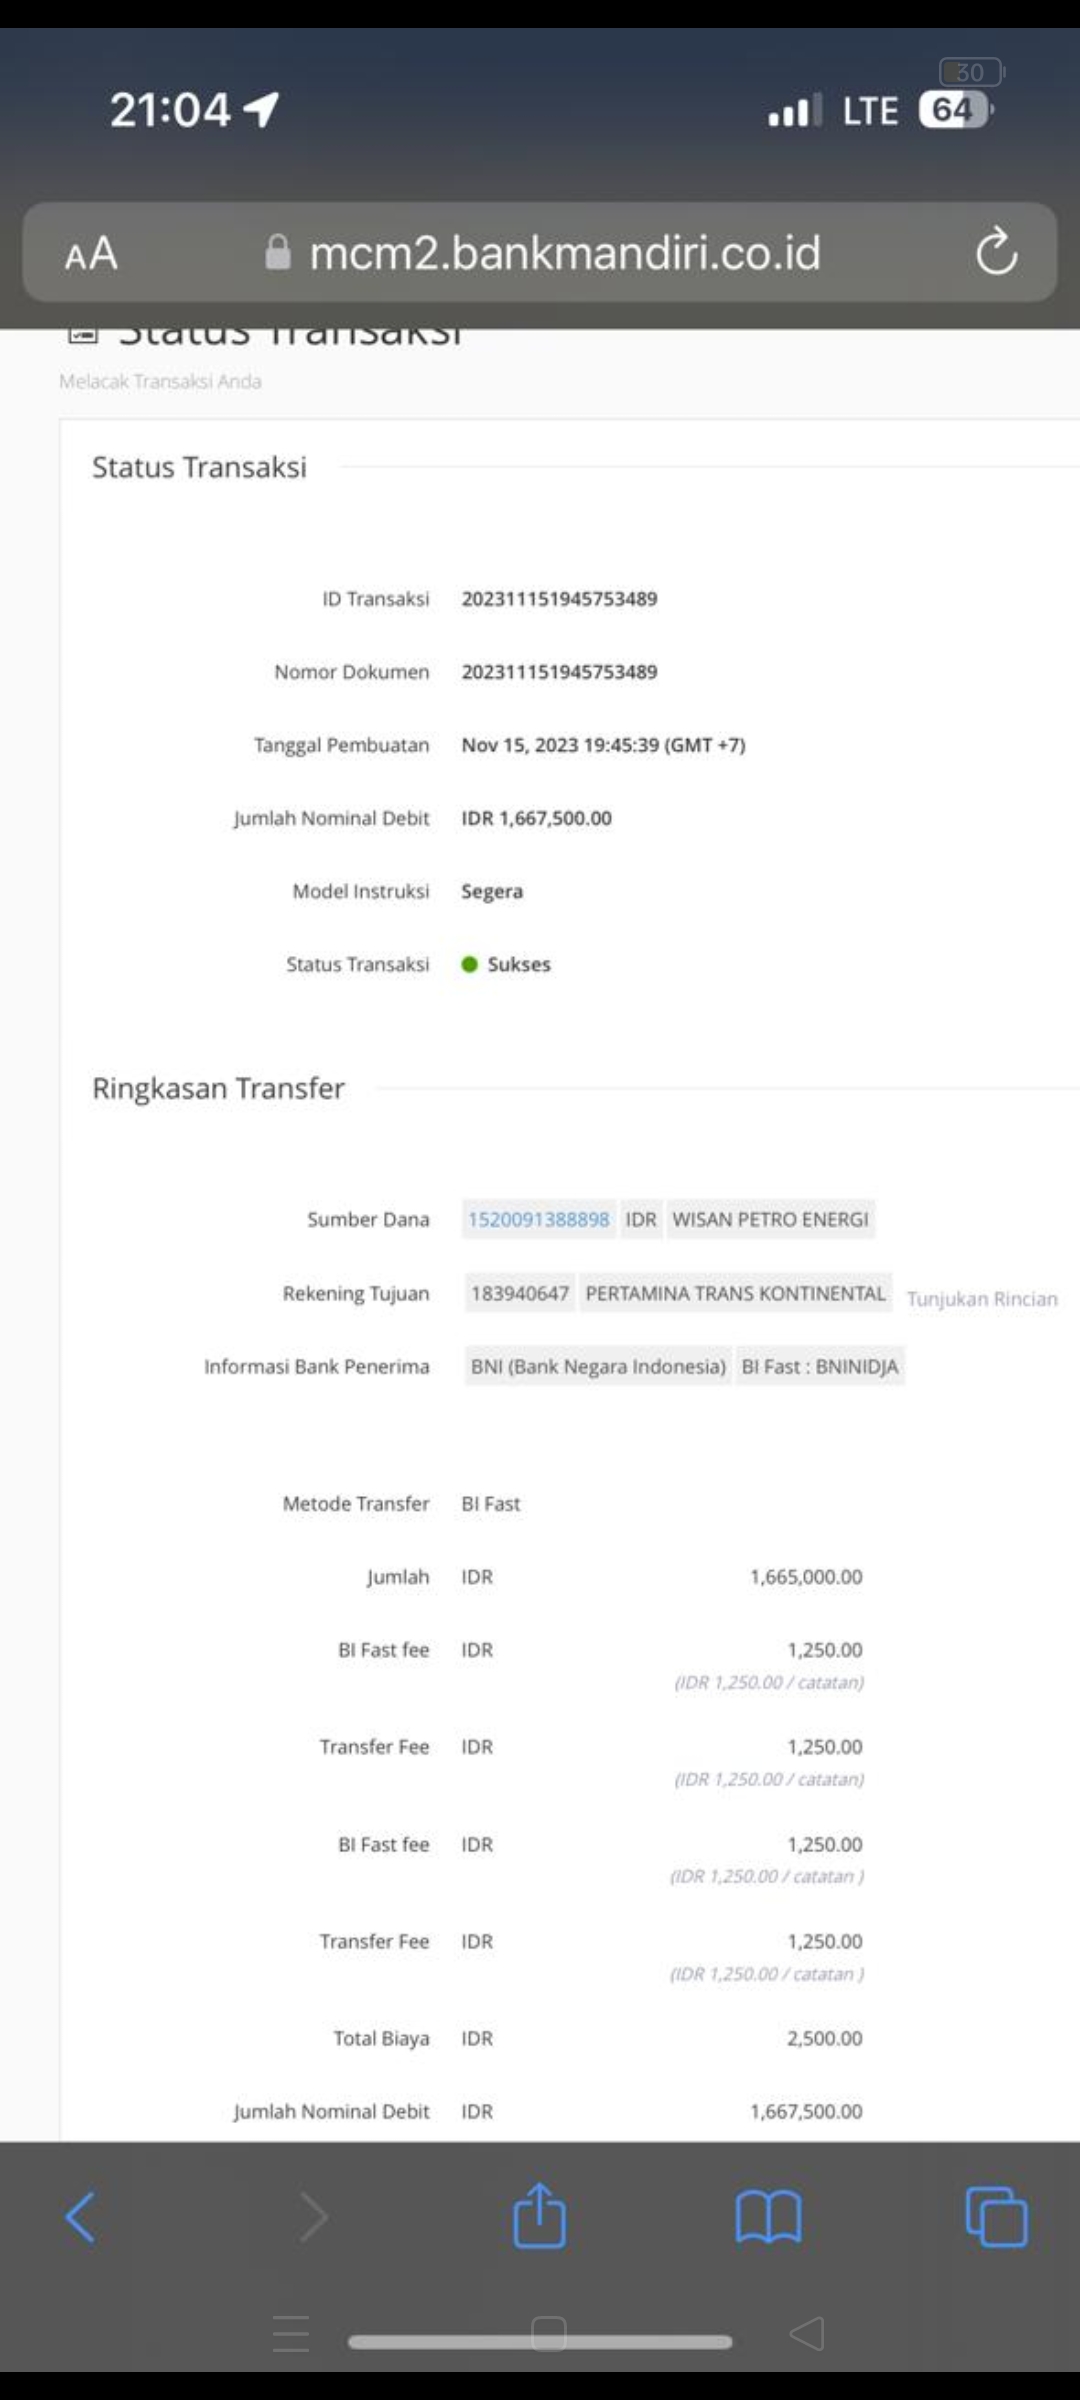 30
21:04
LTE 64
AA mcm2.bankmandiri.co.id
Status Transaksi
Melacak Transaksi Anda
Status Transaksi
ID Transaksi 202311151945753489
Nomor Dokumen 202311151945753489
Tanggal Pembuatan Nov 15, 2023 19:45:39 (GMT +7)
Jumlah Nominal Debit IDR 1,667,500.00
Model Instruksi Segera
Status Transaksi Sukses
Ringkasan Transfer
Sumber Dana 1520091388898 IDR WISAN PETRO ENERGI
Rekening Tujuan 183940647 PERTAMINA TRANS KONTINENTAL Tunjukan Rincian
Informasi Bank Penerima BNI (Bank Negara Indonesia) BI Fast : BNINIDJA
Metode Transfer BI Fast
Jumlah IDR 1,665,000.00
BI Fast fee IDR 1,250.00
(IDR 1,250.00 / catatan)
Transfer Fee IDR 1,250.00
(IDR 1,250.00 / catatan)
BI Fast fee IDR 1,250.00
(IDR 1,250.00 / catatan )
Transfer Fee IDR 1,250.00
(IDR 1,250.00 / catatan )
Total Biaya IDR 2,500.00
Jumlah Nominal Debit IDR 1,667,500.00